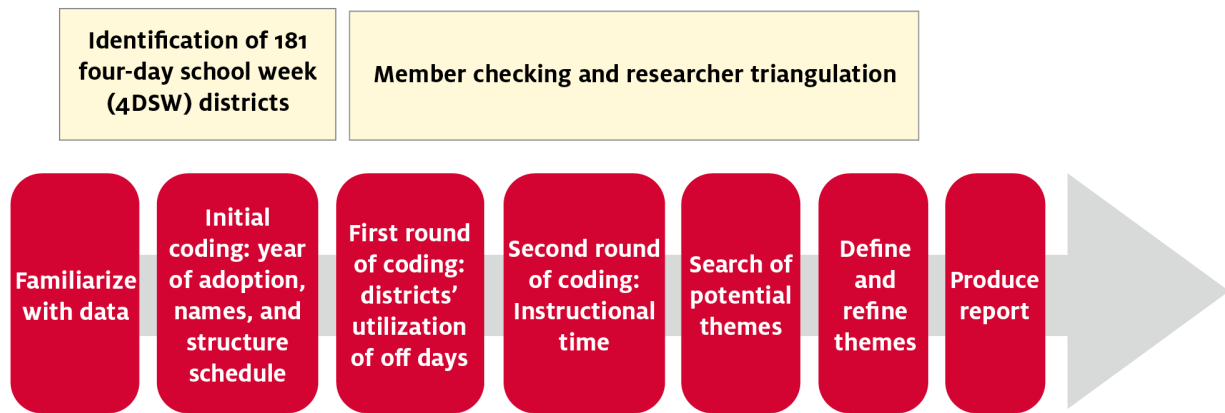 Identification of 181
four-day school week
(4DSW) districts
Member checking and researcher triangulation
Familiarize
with data
Initial
coding: year
of adoption,
names, and
structure
schedule
First round
of coding:
districts’
utilization
of off days
Second round
of coding:
Instructional
time
Search of
potential
themes
Define
and
refine
themes
Produce
report